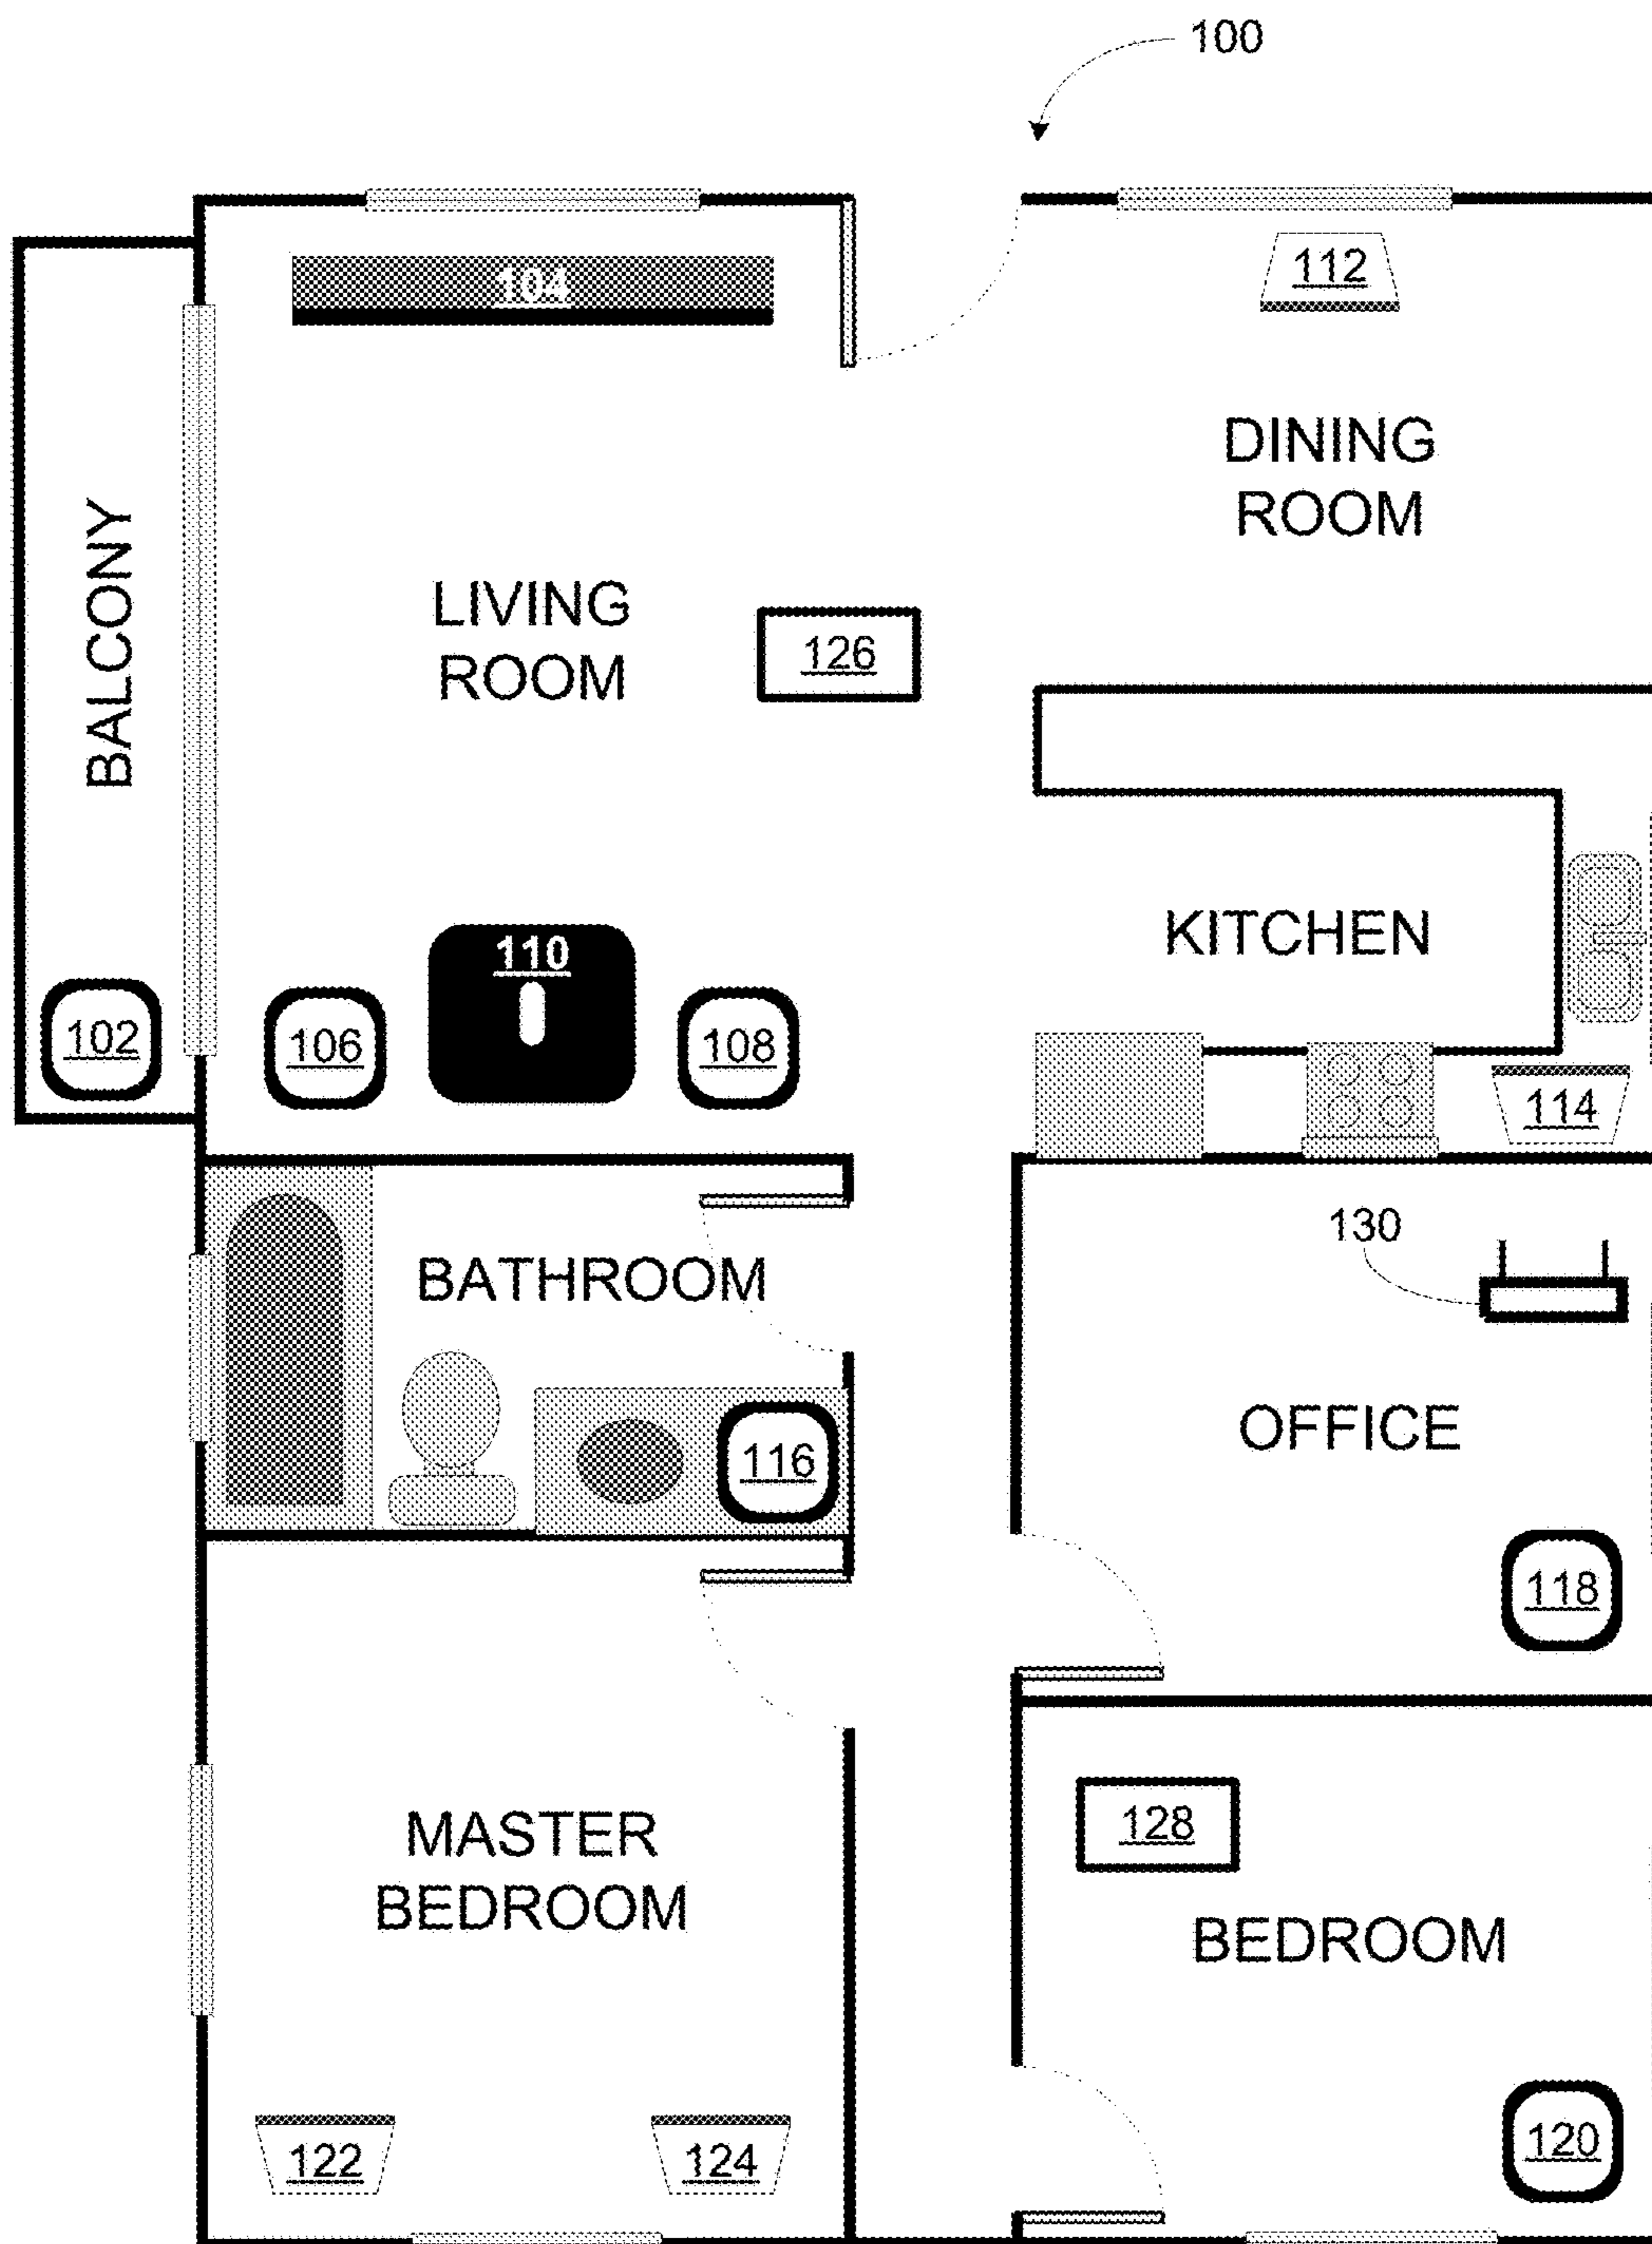 100
104
112
DINING
ROOM
BALCONY
LIVING
ROOM
126
KITCHEN
110
102
106
108
114
130
BATHROOM
OFFICE
116
118
128
MASTER
BEDROOM
BEDROOM
120
122
124